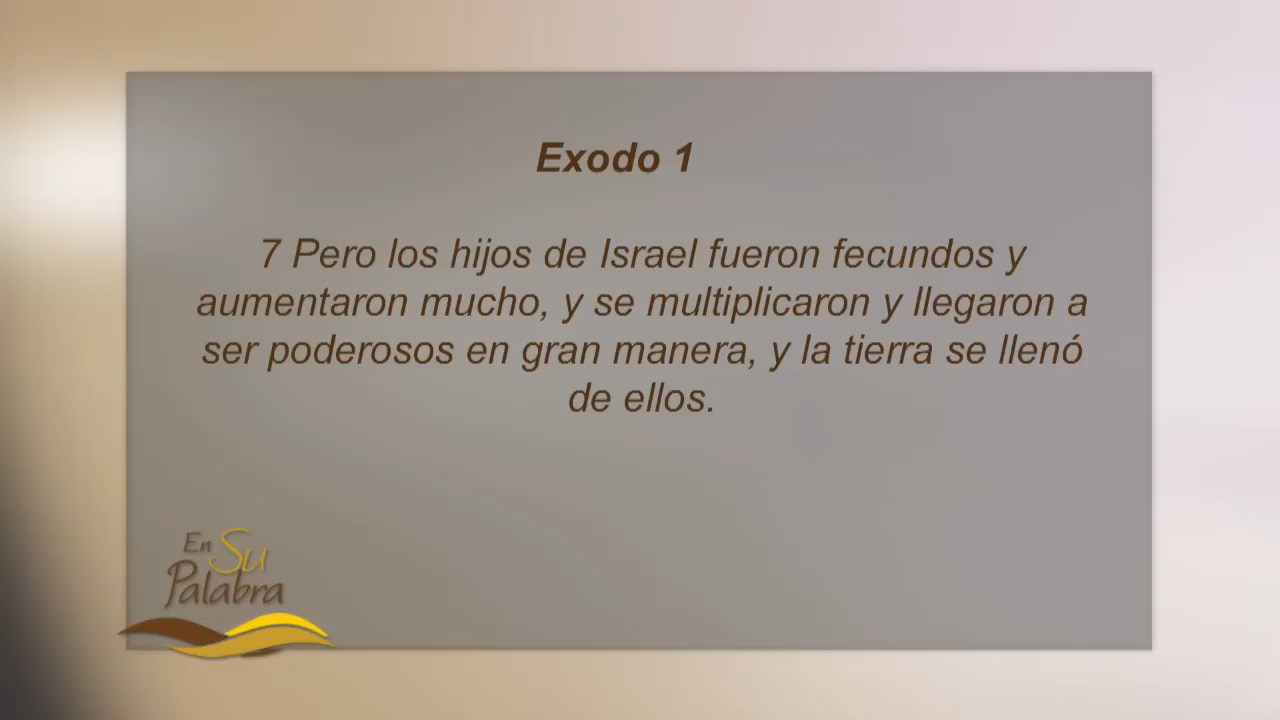 Exodo 1
7 Pero los hijos de Israel fueron fecundos y
aumentaron mucho, y se multiplicaron y llegaron a
ser poderosos en gran manera, y la tierra se llenó
de ellos.
En Su
Palabra